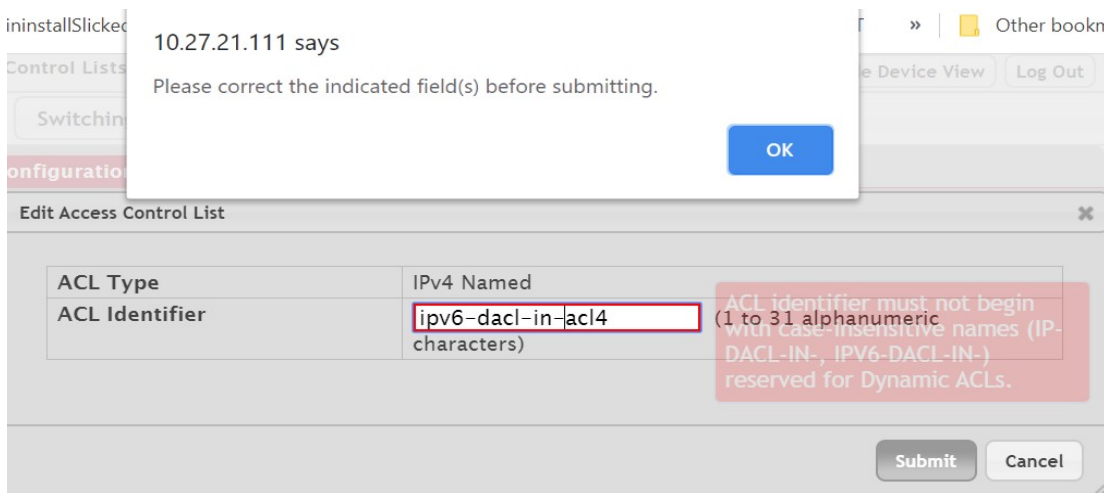 ininstallSlicked
T » Other bookm
10.27.21.111 says
Please correct the indicated field(s) before submitting.
OK
Control Lists
e Device View Log Out
Switchin
onfiguratio
Edit Access Control List
ACL Type IPv4 Named
ACL Identifier ipv6-dacl-in-acl4 (1 to 31 alphanumeric
characters)
ACL identifier must not begin
with case-insensitive names (IP-
DACL-IN-, IPV6-DACL-IN-)
reserved for Dynamic ACLs.
Submit Cancel